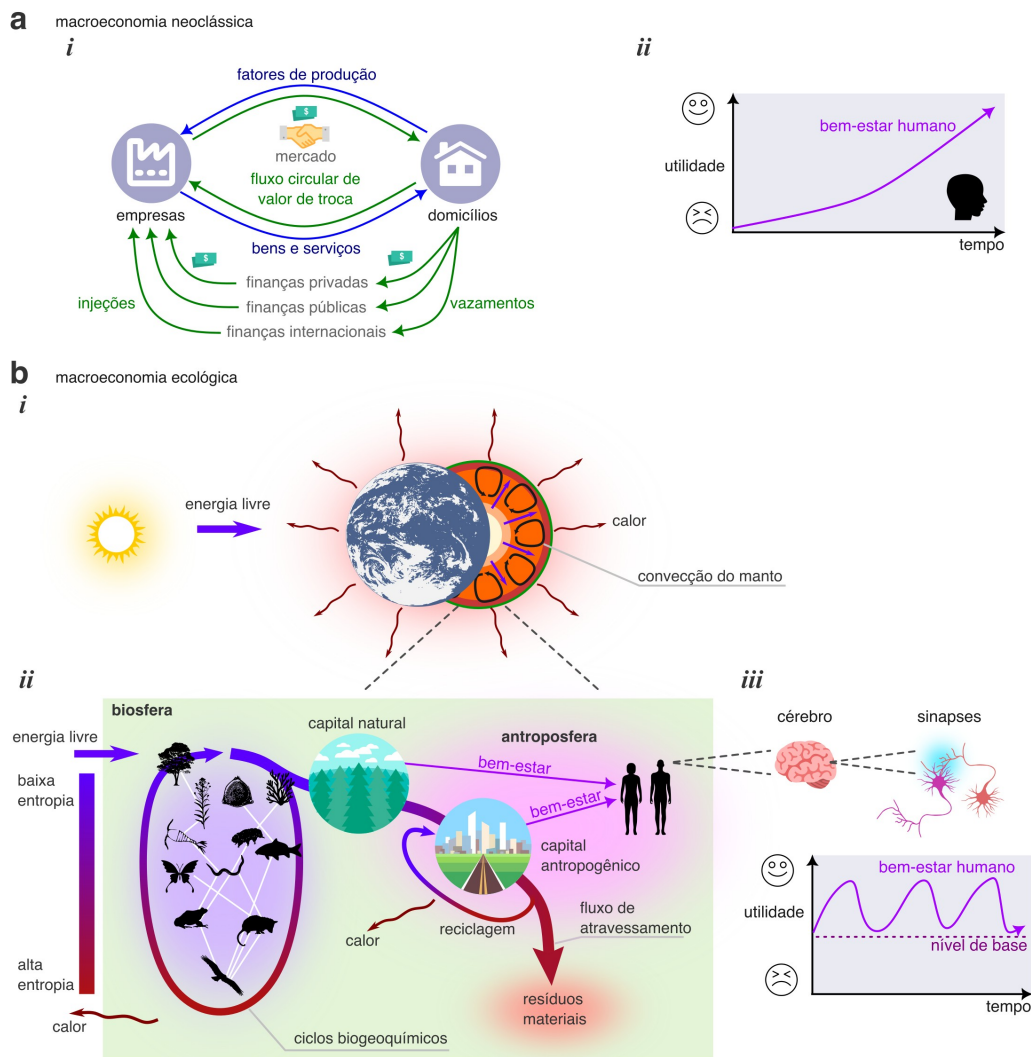 a
macroeconomia neoclássica
i
fatores de produção
$
mercado
fluxo circular de
valor de troca
empresas
domicílios
bens e serviços
$
$
finanças privadas
injeções
finanças públicas
vazamentos
finanças internacionais
ii
bem-estar humano
utilidade
tempo
b
macroeconomia ecológica
i
energia livre
calor
convecção do manto
ii
biosfera
energia livre
baixa
entropia
alta
entropia
calor
ciclos biogeoquímicos
capital natural
antroposfera
bem-estar
bem-estar
capital
antropogênico
calor
reciclagem
fluxo de
atravessamento
resíduos
materiais
iii
cérebro
sinapses
bem-estar humano
utilidade
nível de base
tempo